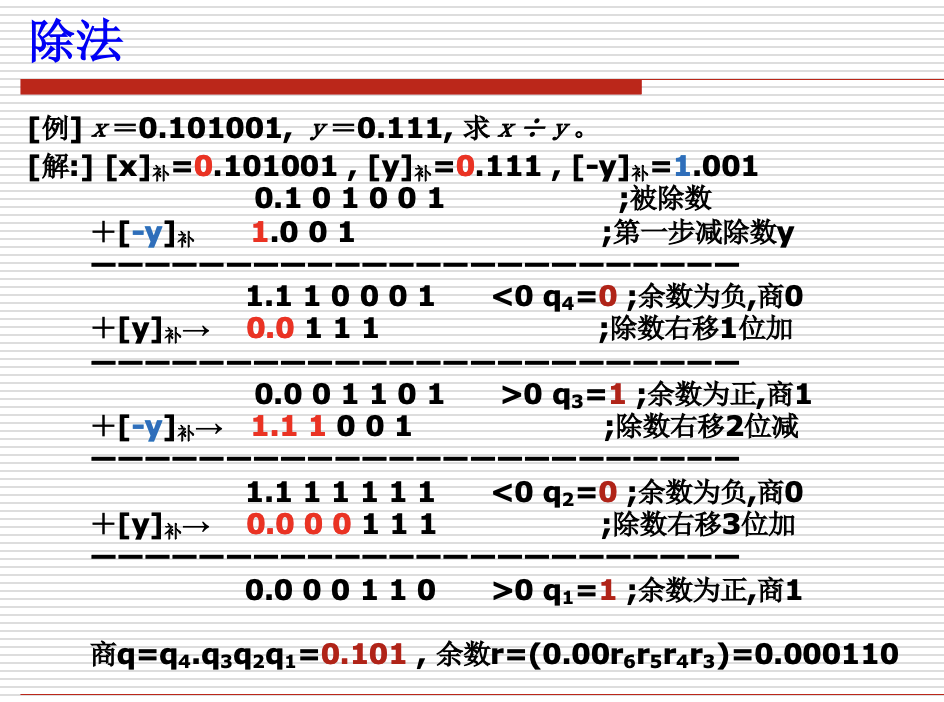 除法
[例] x＝0.101001, y＝0.111, 求 x ÷ y 。
[解:] [x]补=0.101001 , [y]补=0.111 , [-y]补=1.001
0.1 0 1 0 0 1 ;被除数
＋[-y]补 1.0 0 1 ;第一步减除数y
————————————————————————
1.1 1 0 0 0 1 <0 q4=0 ;余数为负,商0
＋[y]补→ 0.0 1 1 1 ;除数右移1位加
————————————————————————
0.0 0 1 1 0 1 >0 q3=1 ;余数为正,商1
＋[-y]补→ 1.1 1 0 0 1 ;除数右移2位减
————————————————————————
1.1 1 1 1 1 1 <0 q2=0 ;余数为负,商0
＋[y]补→ 0.0 0 0 1 1 1 ;除数右移3位加
————————————————————————
0.0 0 0 1 1 0 >0 q1=1 ;余数为正,商1
商q=q4.q3q2q1=0.101 , 余数r=(0.00r6r5r4r3)=0.000110